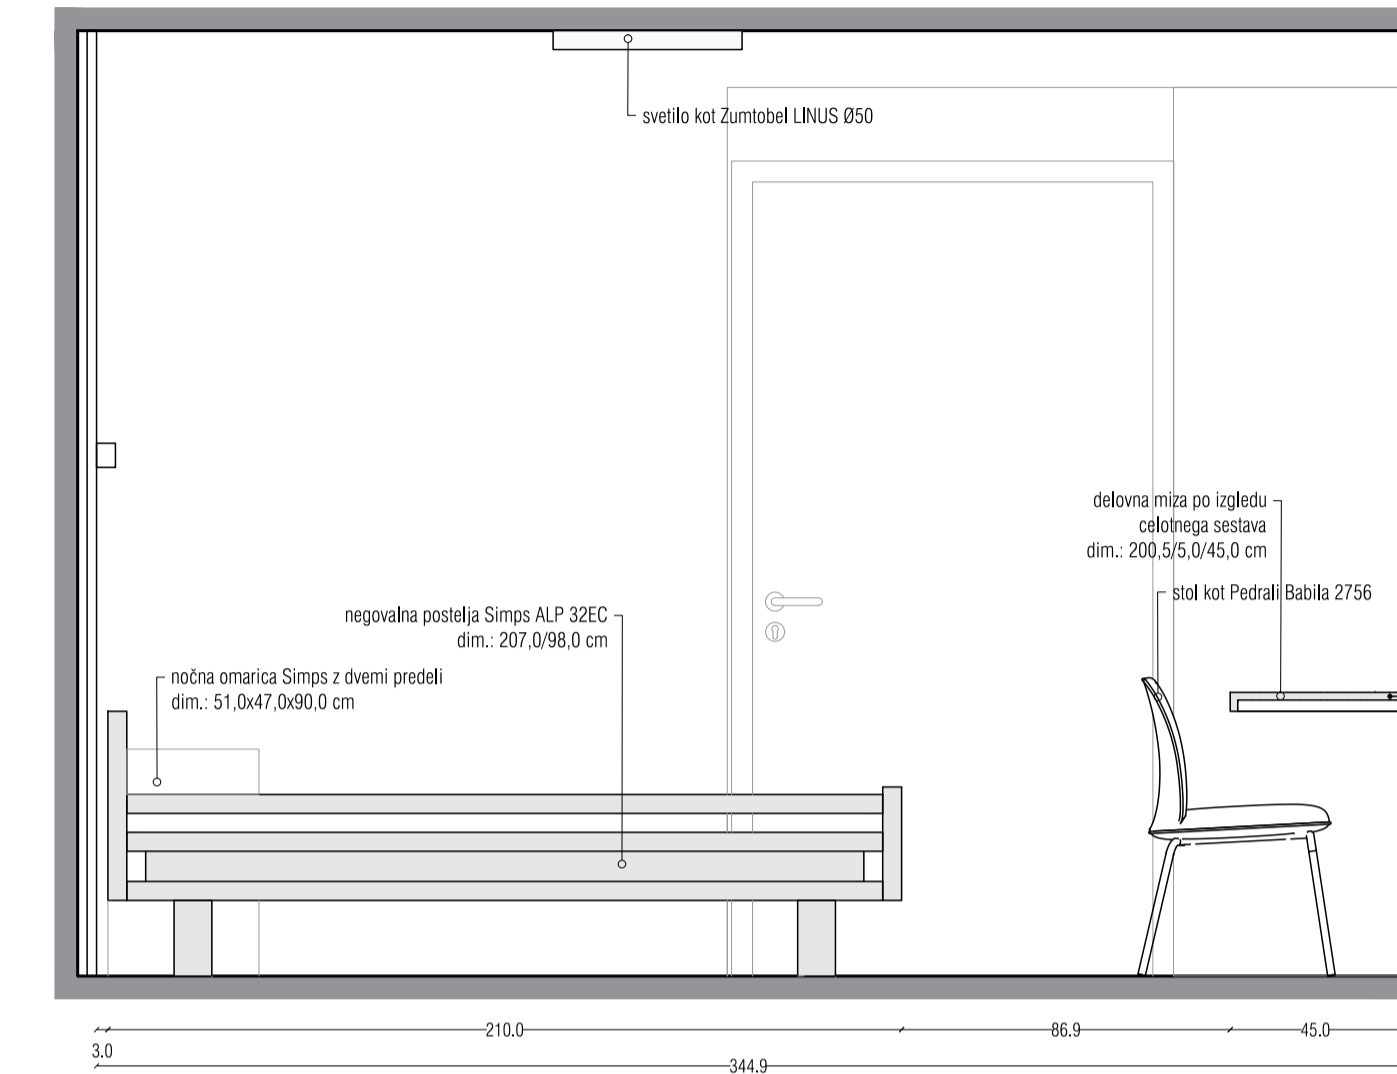 svetilo kot Zumtobel LINUS Ø50
delovna miza po izgledu
celotnega sestava
dim.: 200,5/5,0/45,0 cm
stol kot Pedrali Babila 2756
negovalna postelja Simps ALP 32EC
dim.: 207,0/98,0 cm
nočna omarica Simps z dvemi predeli
dim.: 51,0x47,0x90,0 cm
210.0
86.9
45.0
3.0
344.9